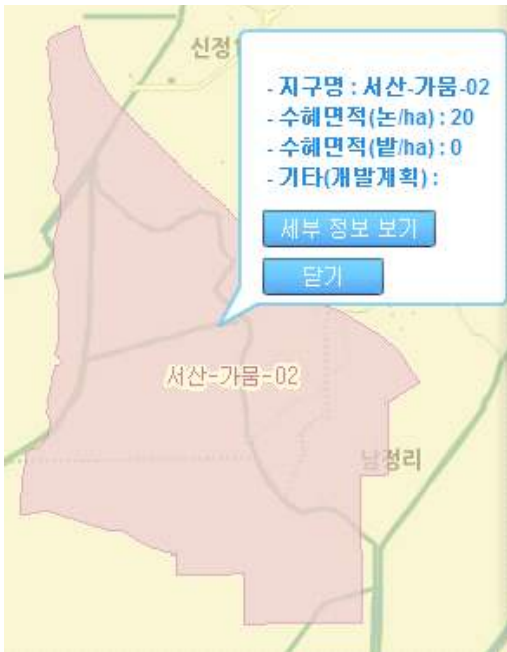 신정
- 지구명 : 서산-가뭄-02
- 수혜면적(논/ha) : 20
- 수혜면적(밭/ha) : 0
- 기타(개발계획) :
세부 정보 보기
닫기
서산-가뭄-02
남정리